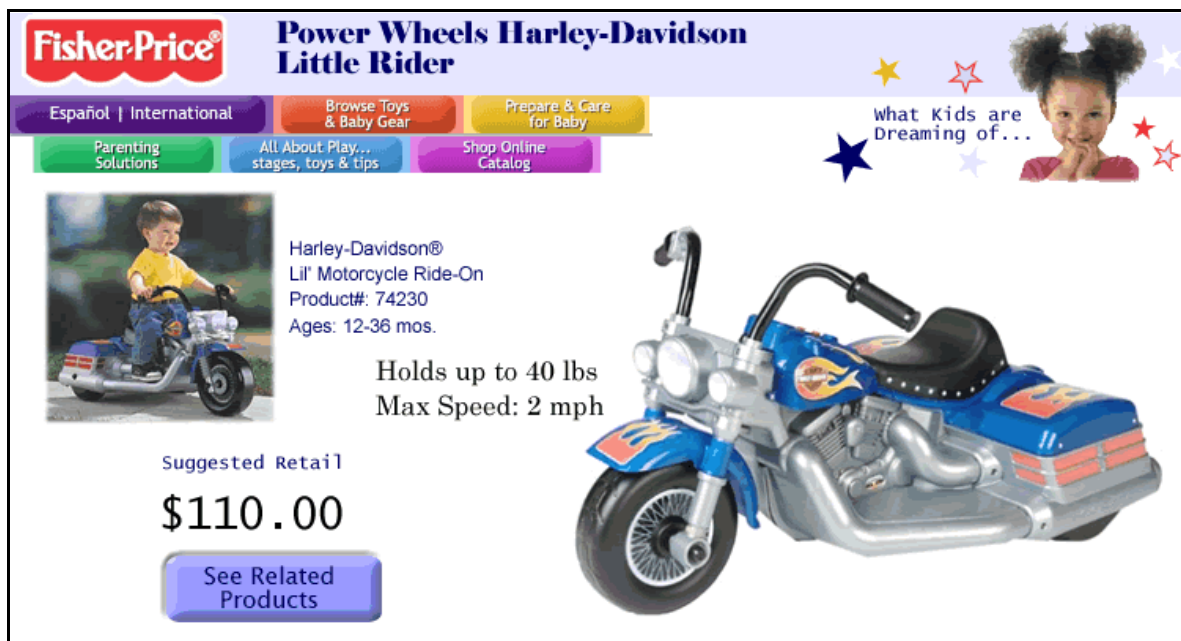 Fisher-Price®
Power Wheels Harley-Davidson
Little Rider
Español | International
Browse Toys
& Baby Gear
Prepare & Care
for Baby
Parenting
Solutions
All About Play...
stages, toys & tips
Shop Online
Catalog
What Kids are
Dreaming of...
Harley-Davidson®
Lil' Motorcycle Ride-On
Product#: 74230
Ages: 12-36 mos.
Holds up to 40 lbs
Max Speed: 2 mph
Suggested Retail
$110.00
See Related
Products